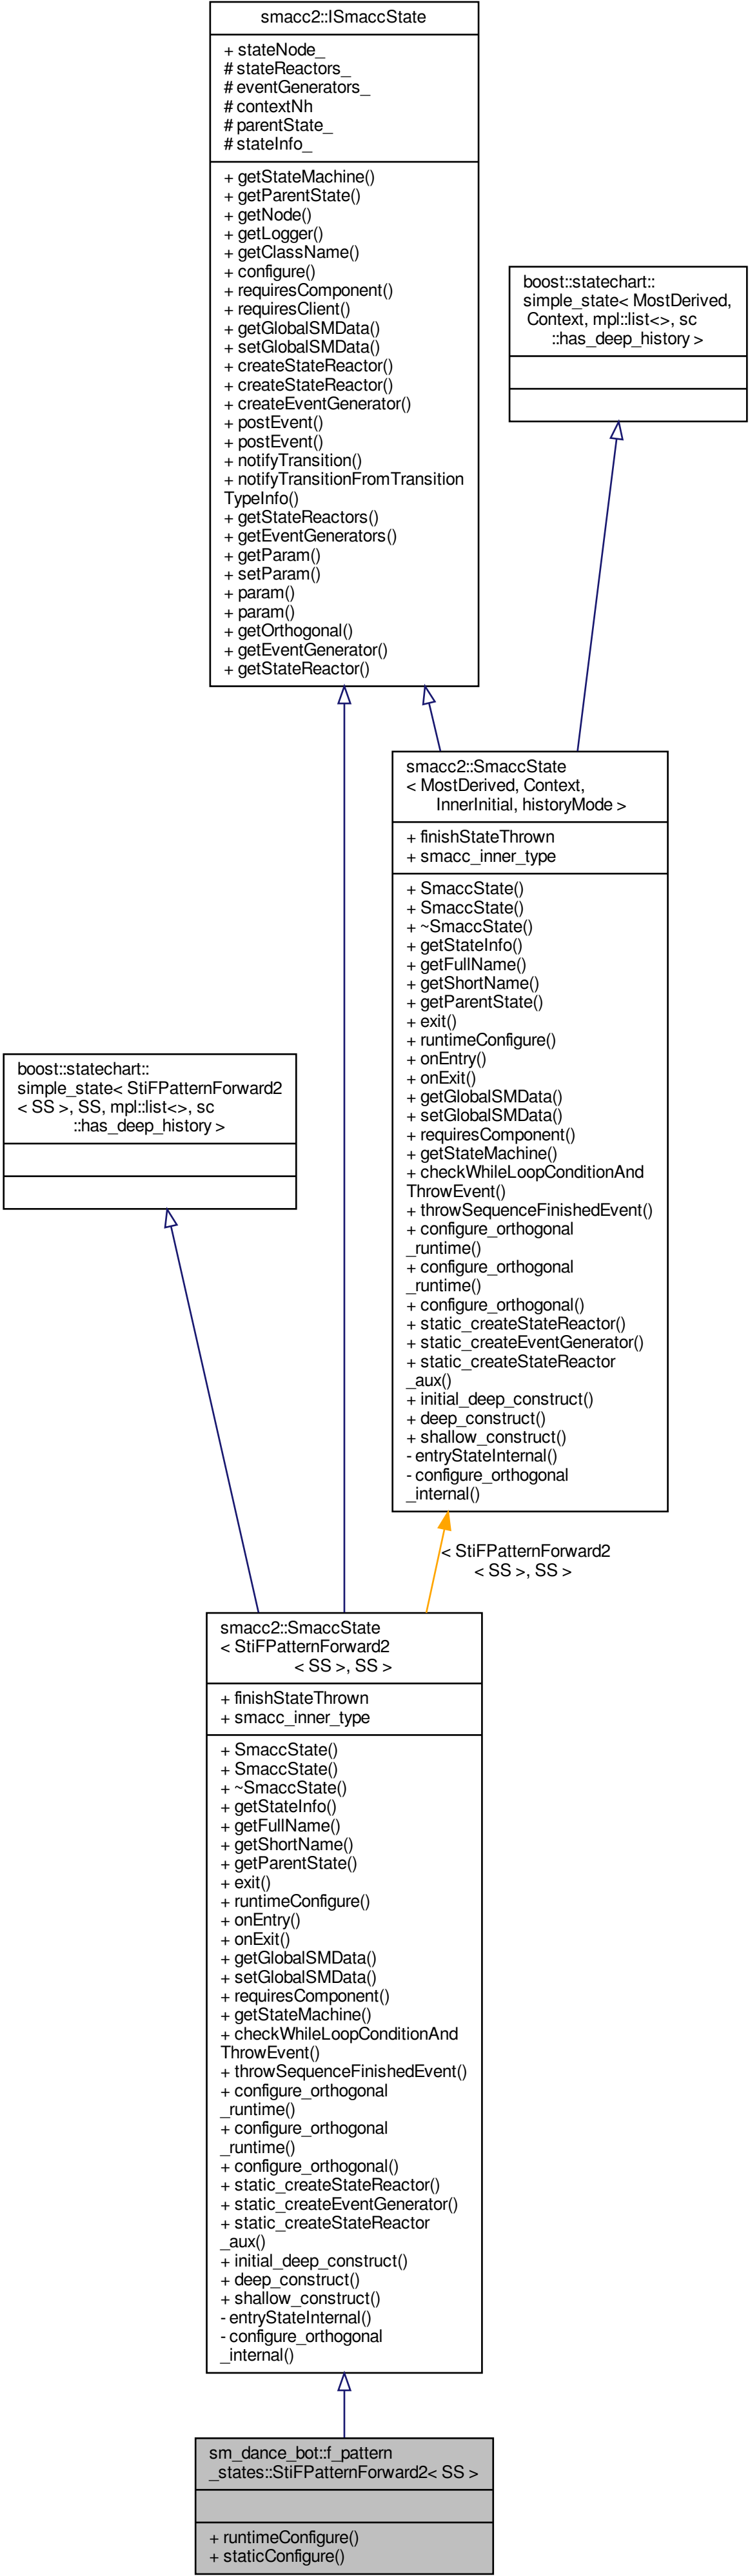 smacc2::ISmaccState
+ stateNode_
# stateReactors_
# eventGenerators_
# contextNh
# parentState_
# stateInfo_
+ getStateMachine()
+ getParentState()
+ getNode()
+ getLogger()
+ getClassName()
+ configure()
+ requiresComponent()
+ requiresClient()
+ getGlobalSMData()
+ setGlobalSMData()
+ createStateReactor()
+ createStateReactor()
+ createEventGenerator()
+ postEvent()
+ postEvent()
+ notifyTransition()
+ notifyTransitionFromTransition
TypeInfo()
+ getStateReactors()
+ getEventGenerators()
+ getParam()
+ setParam()
+ param()
+ param()
+ getOrthogonal()
+ getEventGenerator()
+ getStateReactor()
boost::statechart::
simple_state< MostDerived,
Context, mpl::list<>, sc
::has_deep_history >
smacc2::SmaccState
< MostDerived, Context,
InnerInitial, historyMode >
+ finishStateThrown
+ smacc_inner_type
+ SmaccState()
+ SmaccState()
+ ~SmaccState()
+ getStateInfo()
+ getFullName()
+ getShortName()
+ getParentState()
+ exit()
+ runtimeConfigure()
+ onEntry()
+ onExit()
+ getGlobalSMData()
+ setGlobalSMData()
+ requiresComponent()
+ getStateMachine()
+ checkWhileLoopConditionAnd
ThrowEvent()
+ throwSequenceFinishedEvent()
+ configure_orthogonal
_runtime()
+ configure_orthogonal
_runtime()
+ configure_orthogonal()
+ static_createStateReactor()
+ static_createEventGenerator()
+ static_createStateReactor
_aux()
+ initial_deep_construct()
+ deep_construct()
+ shallow_construct()
- entryStateInternal()
- configure_orthogonal
_internal()
boost::statechart::
simple_state< StiFPatternForward2
< SS >, SS, mpl::list<>, sc
::has_deep_history >
< StiFPatternForward2
< SS >, SS >
smacc2::SmaccState
< StiFPatternForward2
< SS >, SS >
+ finishStateThrown
+ smacc_inner_type
+ SmaccState()
+ SmaccState()
+ ~SmaccState()
+ getStateInfo()
+ getFullName()
+ getShortName()
+ getParentState()
+ exit()
+ runtimeConfigure()
+ onEntry()
+ onExit()
+ getGlobalSMData()
+ setGlobalSMData()
+ requiresComponent()
+ getStateMachine()
+ checkWhileLoopConditionAnd
ThrowEvent()
+ throwSequenceFinishedEvent()
+ configure_orthogonal
_runtime()
+ configure_orthogonal
_runtime()
+ configure_orthogonal()
+ static_createStateReactor()
+ static_createEventGenerator()
+ static_createStateReactor
_aux()
+ initial_deep_construct()
+ deep_construct()
+ shallow_construct()
- entryStateInternal()
- configure_orthogonal
_internal()
sm_dance_bot::f_pattern
_states::StiFPatternForward2< SS >
+ runtimeConfigure()
+ staticConfigure()